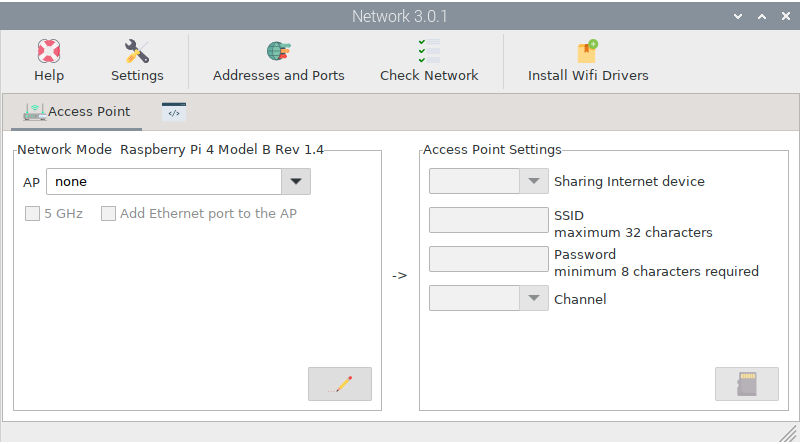 Network 3.0.1
Help
Settings
Addresses and Ports
Check Network
Install Wifi Drivers
Access Point
</>
Network Mode  Raspberry Pi 4 Model B Rev 1.4
AP
none
5 GHz
Add Ethernet port to the AP
->
Access Point Settings
Sharing Internet device
SSID
maximum 32 characters
Password
minimum 8 characters required
Channel